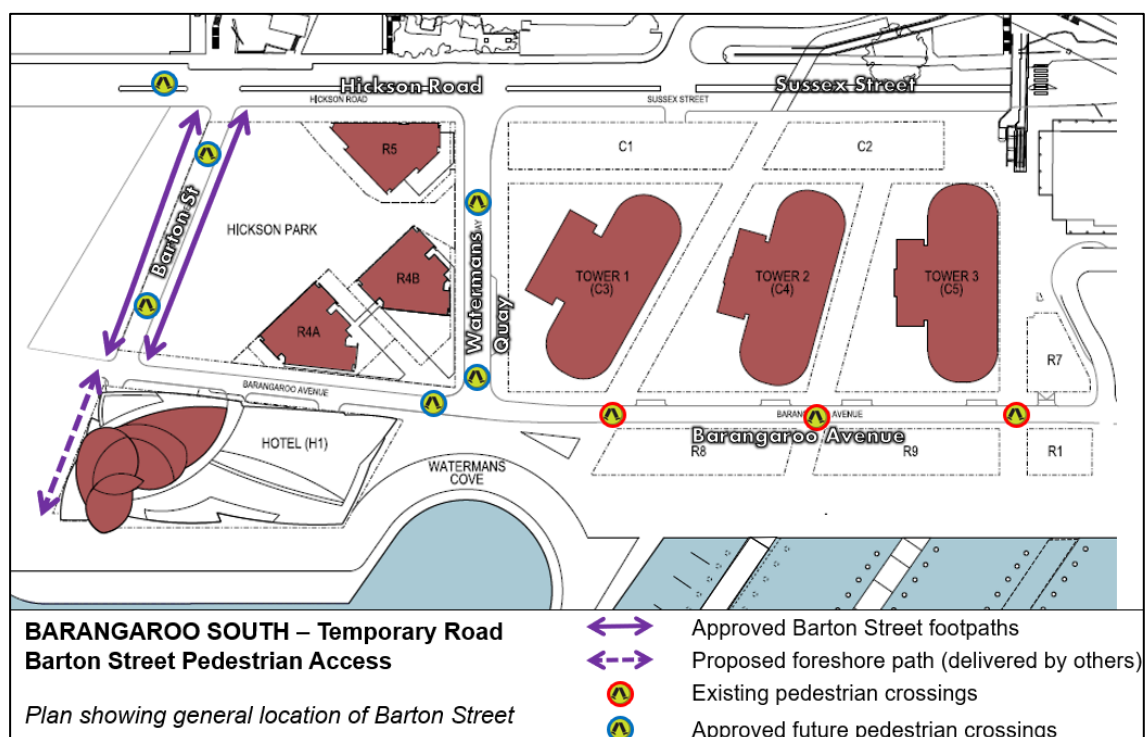 Hickson Road
Sussex Street
HICKSON ROAD
SUSSEX STREET
R5
C1
C2
Barton St
HICKSON PARK
Watermans
Quay
AY
R4B
R4A
TOWER 1
(C3)
TOWER 2
(C4)
TOWER 3
(C5)
R7
BARANGAROO AVENUE
BARAN
AVENUE
Barangaroo Avenue
HOTEL (H1)
WATERMANS
COVE
R8
R9
R1
BARANGAROO SOUTH – Temporary Road
Barton Street Pedestrian Access
Plan showing general location of Barton Street
Approved Barton Street footpaths
Proposed foreshore path (delivered by others)
Existing pedestrian crossings
Approved future pedestrian crossings